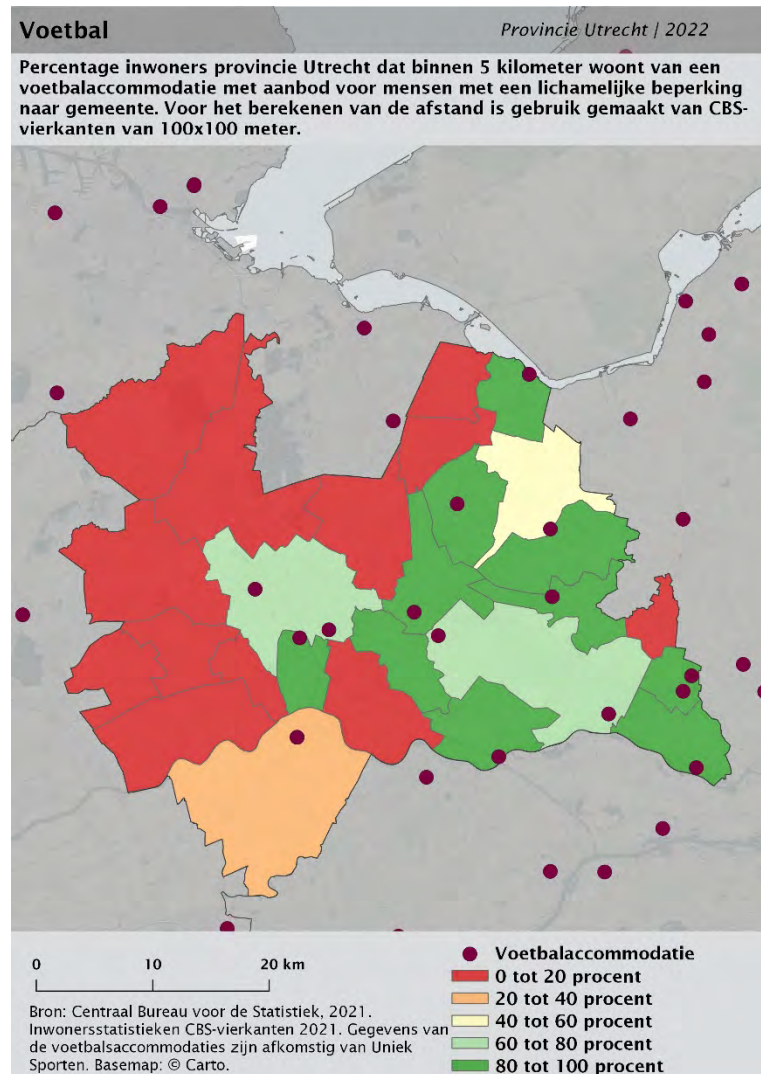 Voetbal
Provincie Utrecht | 2022
Percentage inwoners provincie Utrecht dat binnen 5 kilometer woont van een
voetbalaccommodatie met aanbod voor mensen met een lichamelijke beperking
naar gemeente. Voor het berekenen van de afstand is gebruik gemaakt van CBS-
vierkanten van 100x100 meter.
0 10 20 km
Bron: Centraal Bureau voor de Statistiek, 2021.
Inwonersstatistieken CBS-vierkanten 2021. Gegevens van
de voetbalsaccommodaties zijn afkomstig van Uniek
Sporten. Basemap: © Carto.
Voetbalaccommodatie
0 tot 20 procent
20 tot 40 procent
40 tot 60 procent
60 tot 80 procent
80 tot 100 procent